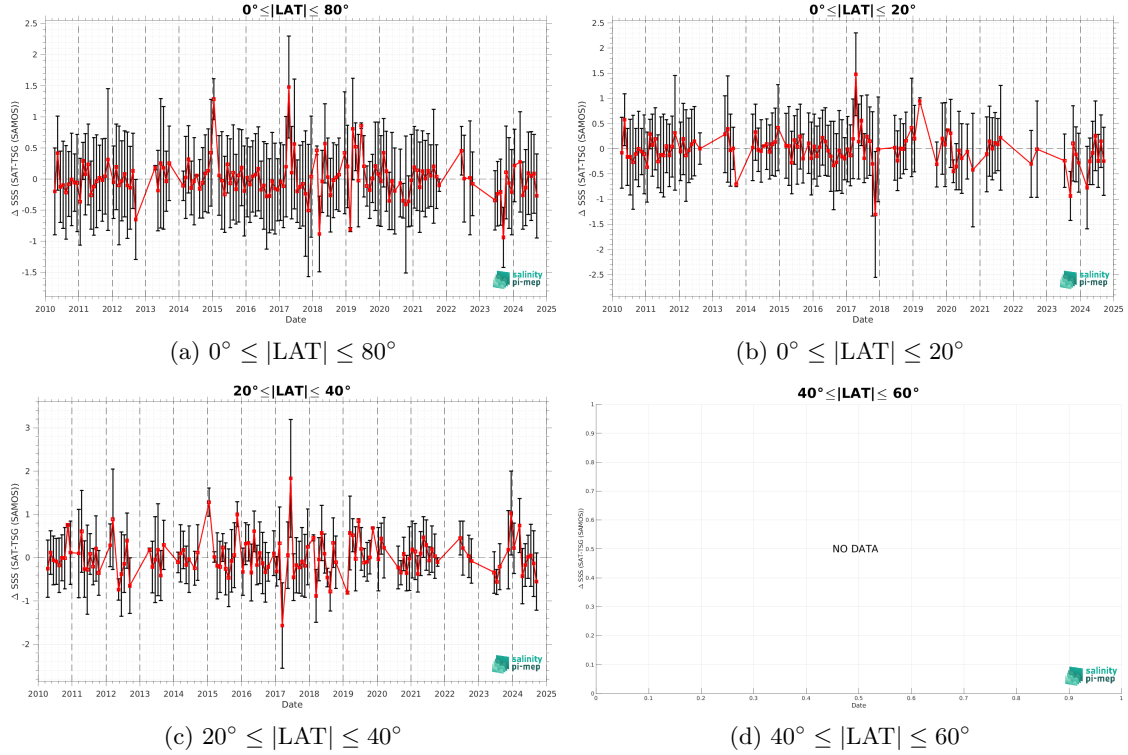 0°≤|LAT|≤ 80°
2.5
2
1.5
1
0.5
0
-0.5
-1
-1.5
Δ SSS (SAT-TSG (SAMOS))
2010 2011 2012 2013 2014 2015 2016 2017 2018 2019 2020 2021 2022 2023 2024 2025
Date
salinity
pi-mep
(a) 0° ≤ |LAT| ≤ 80°
0°≤|LAT|≤ 20°
2.5
2
1.5
1
0.5
0
-0.5
-1
-1.5
-2
-2.5
Δ SSS (SAT-TSG (SAMOS))
2010 2011 2012 2013 2014 2015 2016 2017 2018 2019 2020 2021 2022 2023 2024 2025
Date
salinity
pi-mep
(b) 0° ≤ |LAT| ≤ 20°
20°≤|LAT|≤ 40°
3
2
1
0
-1
-2
Δ SSS (SAT-TSG (SAMOS))
2010 2011 2012 2013 2014 2015 2016 2017 2018 2019 2020 2021 2022 2023 2024 2025
Date
salinity
pi-mep
(c) 20° ≤ |LAT| ≤ 40°
40°≤|LAT|≤ 60°
1
0.9
0.8
0.7
0.6
0.5
0.4
0.3
0.2
0.1
0
Δ SSS (SAT-TSG (SAMOS))
NO DATA
0 0.1 0.2 0.3 0.4 0.5 0.6 0.7 0.8 0.9 1
Date
salinity
pi-mep
(d) 40° ≤ |LAT| ≤ 60°